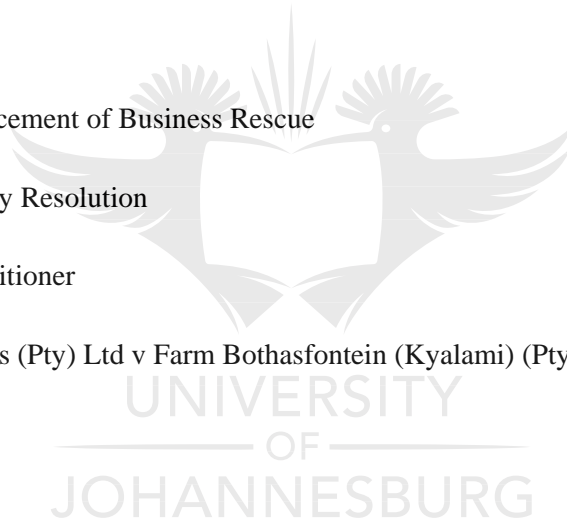 cement of Business Rescue
y Resolution
itioner
s (Pty) Ltd v Farm Bothasfontein (Kyalami) (Pty
UNIVERSITY
OF
JOHANNESBURG